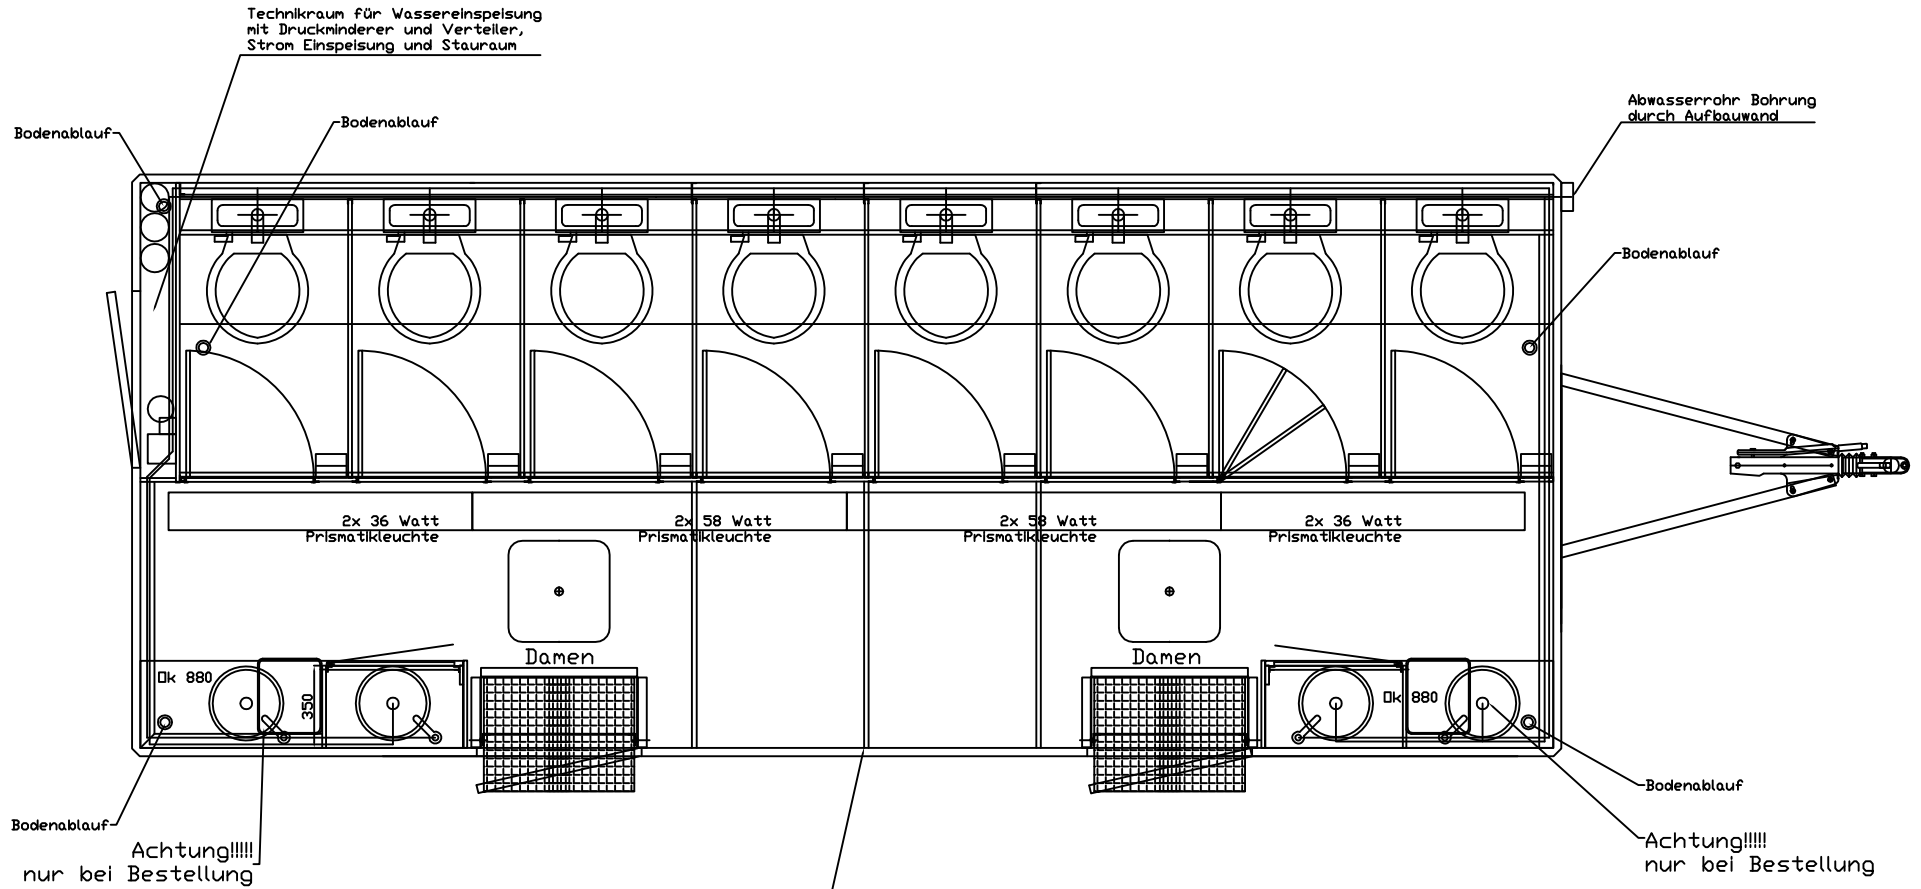 Technikraum für Wassereinspeisung
mit Druckminderer und Verteiler,
Strom Einspeisung und Stauraum
Abwasserrohr Bohrung
durch Aufbauwand
Bodenablauf
Bodenablauf
Bodenablauf
2x 36 Watt
Prismatikleuchte
2x 58 Watt
Prismatikleuchte
2x 58 Watt
Prismatikleuchte
2x 36 Watt
Prismatikleuchte
Damen
Damen
Ok 880
350
Ok 880
Bodenablauf
Bodenablauf
Achtung!!!!!
nur bei Bestellung
Achtung!!!!!
nur bei Bestellung